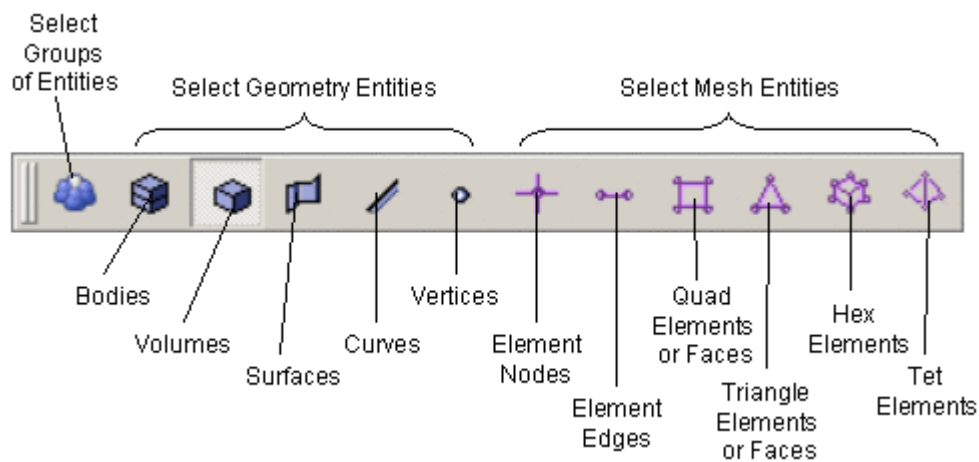 Select
Groups
of Entities
Select Geometry Entities
Select Mesh Entities
Bodies
Volumes
Surfaces
Curves
Vertices
Element
Nodes
Element
Edges
Quad
Elements
or Faces
Triangle
Elements
or Faces
Hex
Elements
Tet
Elements